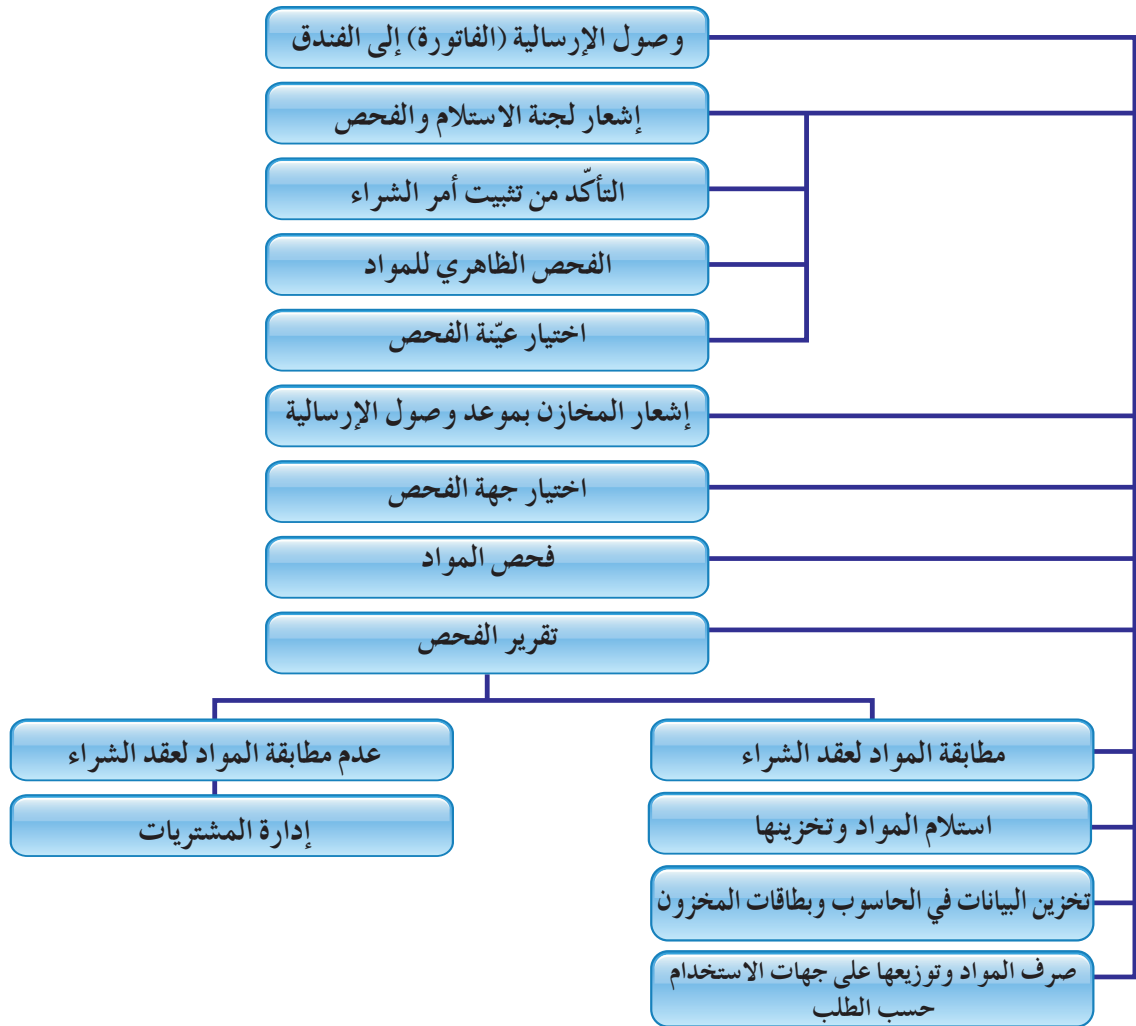 وصول الإرسالية (الفاتورة) إلى الفندق
إشعار لجنة الاستلام والفحص
التأكّد من تثبيت أمر الشراء
الفحص الظاهري للمواد
اختيار عيّنة الفحص
إشعار المخازن بموعد وصول الإرسالية
اختيار جهة الفحص
فحص المواد
تقرير الفحص
مطابقة المواد لعقد الشراء
عدم مطابقة المواد لعقد الشراء
استلام المواد وتخزينها
إدارة المشتريات
تخزين البيانات في الحاسوب وبطاقات المخزون
صرف المواد وتوزيعها على جهات الاستخدام
حسب الطلب